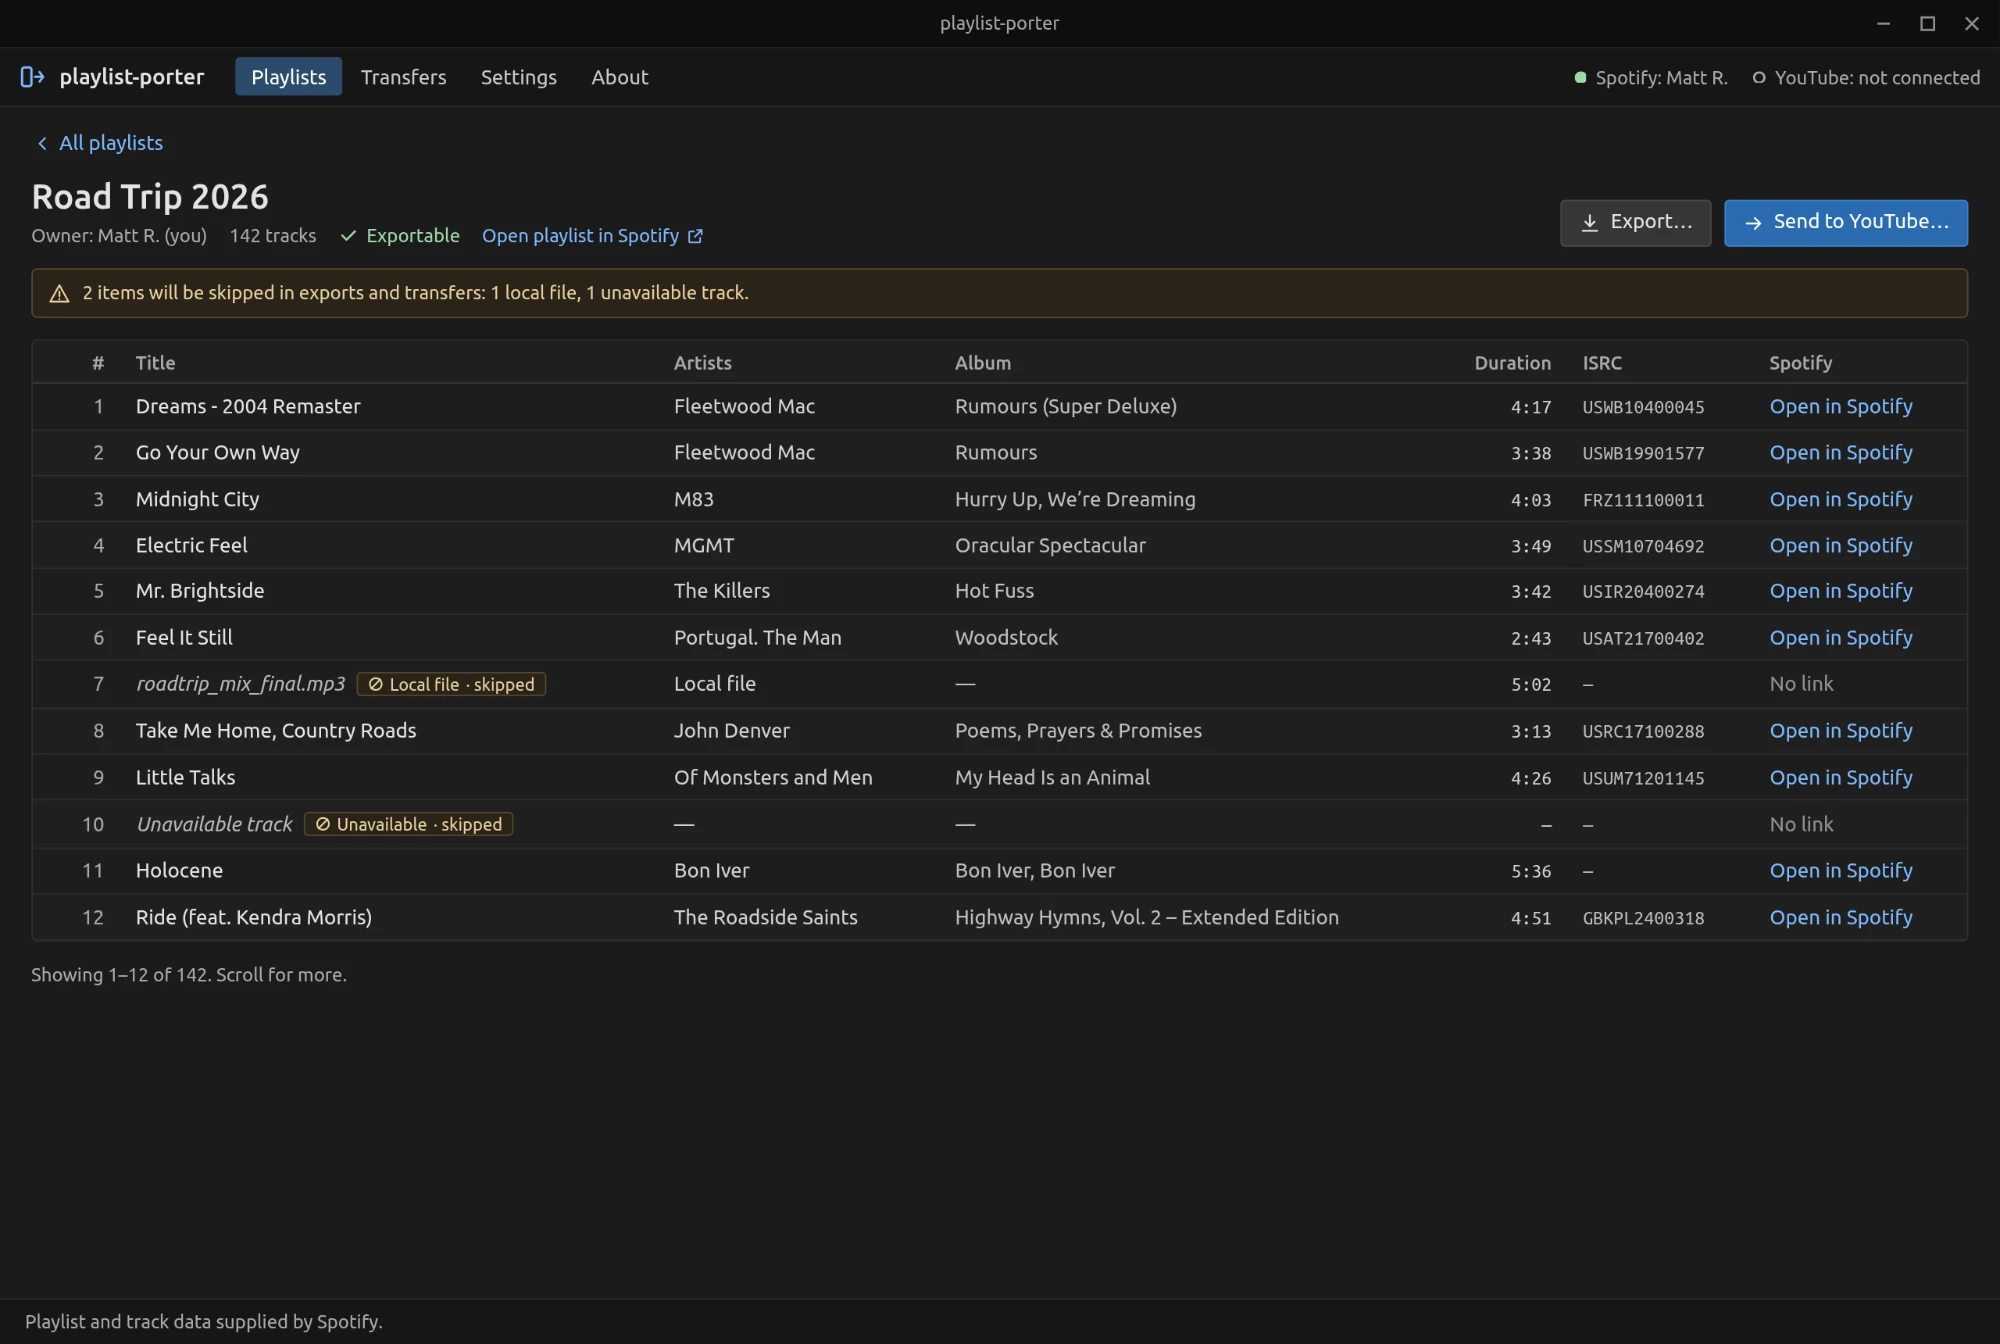 playlist-porter
playlist-porter Playlists Transfers Settings About Spotify: Matt R. YouTube: not connected
All playlists
Road Trip 2026
Owner: Matt R. (you) 142 tracks Exportable Open playlist in Spotify
Export… Send to YouTube…
2 items will be skipped in exports and transfers: 1 local file, 1 unavailable track.
# Title Artists Album Duration ISRC Spotify
1 Dreams - 2004 Remaster Fleetwood Mac Rumours (Super Deluxe) 4:17 USWB10400045 Open in Spotify
2 Go Your Own Way Fleetwood Mac Rumours 3:38 USWB19901577 Open in Spotify
3 Midnight City M83 Hurry Up, We’re Dreaming 4:03 FRZ111100011 Open in Spotify
4 Electric Feel MGMT Oracular Spectacular 3:49 USSM10704692 Open in Spotify
5 Mr. Brightside The Killers Hot Fuss 3:42 USIR20400274 Open in Spotify
6 Feel It Still Portugal. The Man Woodstock 2:43 USAT21700402 Open in Spotify
7 roadtrip_mix_final.mp3 Local file · skipped Local file — 5:02 – No link
8 Take Me Home, Country Roads John Denver Poems, Prayers & Promises 3:13 USRC17100288 Open in Spotify
9 Little Talks Of Monsters and Men My Head Is an Animal 4:26 USUM71201145 Open in Spotify
10 Unavailable track Unavailable · skipped — — – – No link
11 Holocene Bon Iver Bon Iver, Bon Iver 5:36 – Open in Spotify
12 Ride (feat. Kendra Morris) The Roadside Saints Highway Hymns, Vol. 2 – Extended Edition 4:51 GBKPL2400318 Open in Spotify
Showing 1–12 of 142. Scroll for more.
Playlist and track data supplied by Spotify.